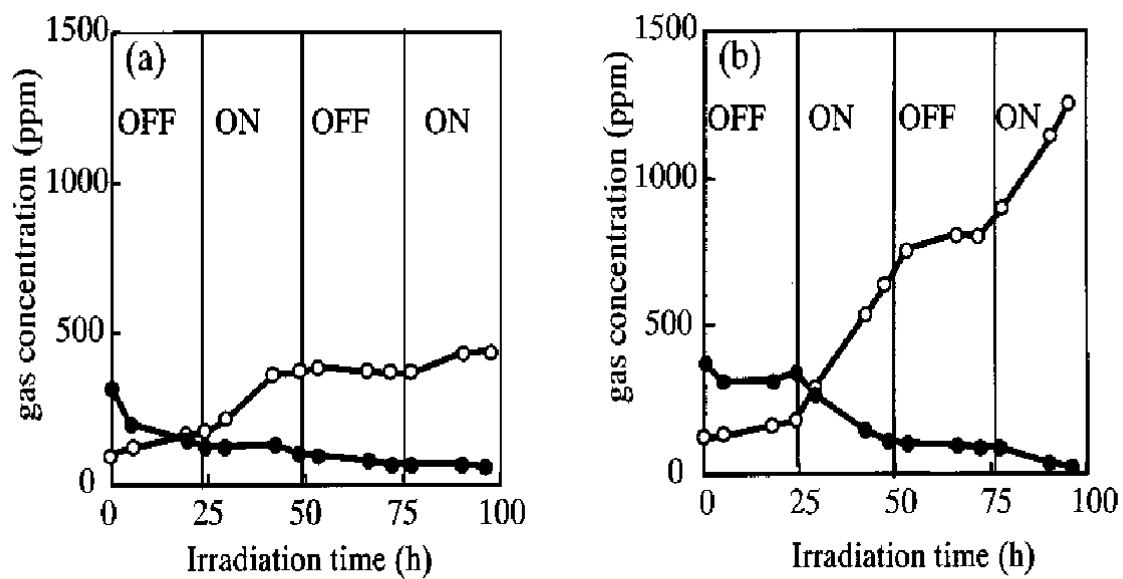 (a)
OFF ON OFF ON
1500
1000
500
0
0 25 50 75 100
gas concentration (ppm)
Irradiation time (h)
(b)
OFF ON OFF ON
1500
1000
500
0
0 25 50 75 100
gas concentration (ppm)
Irradiation time (h)